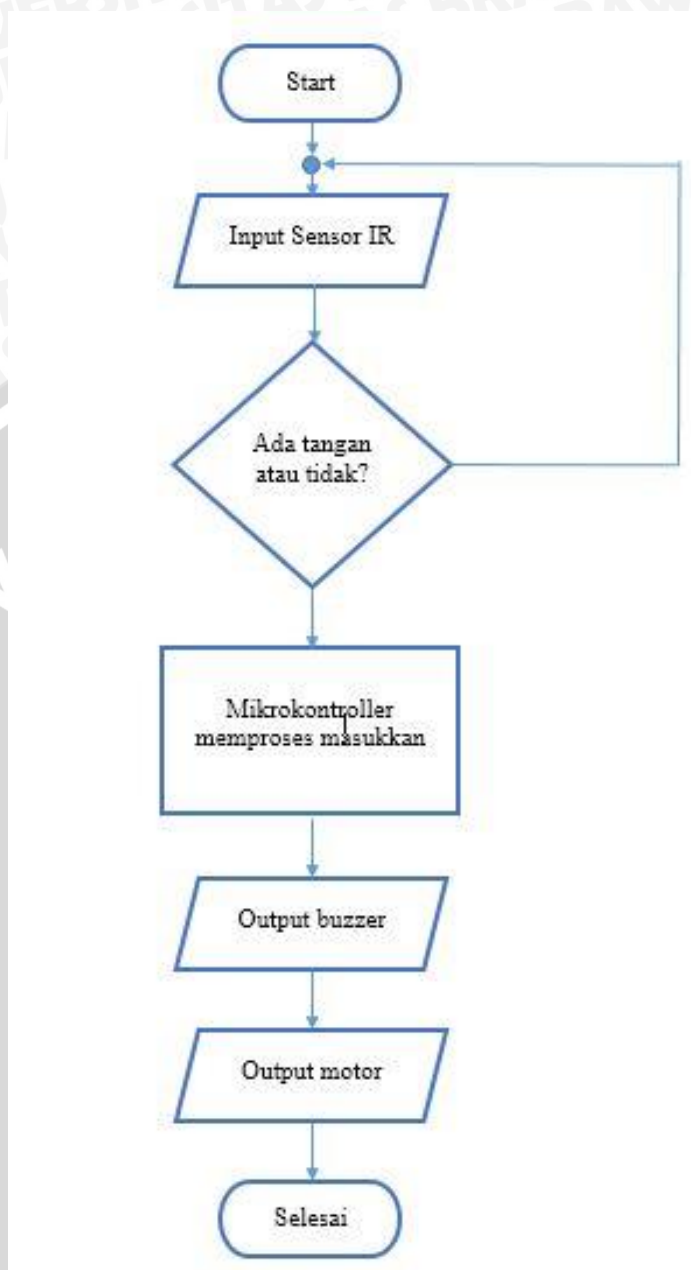 Start
Input Sensor IR
Ada tangan
atau tidak?
Mikrokontroller
memproses masukkan
Output buzzer
Output motor
Selesai